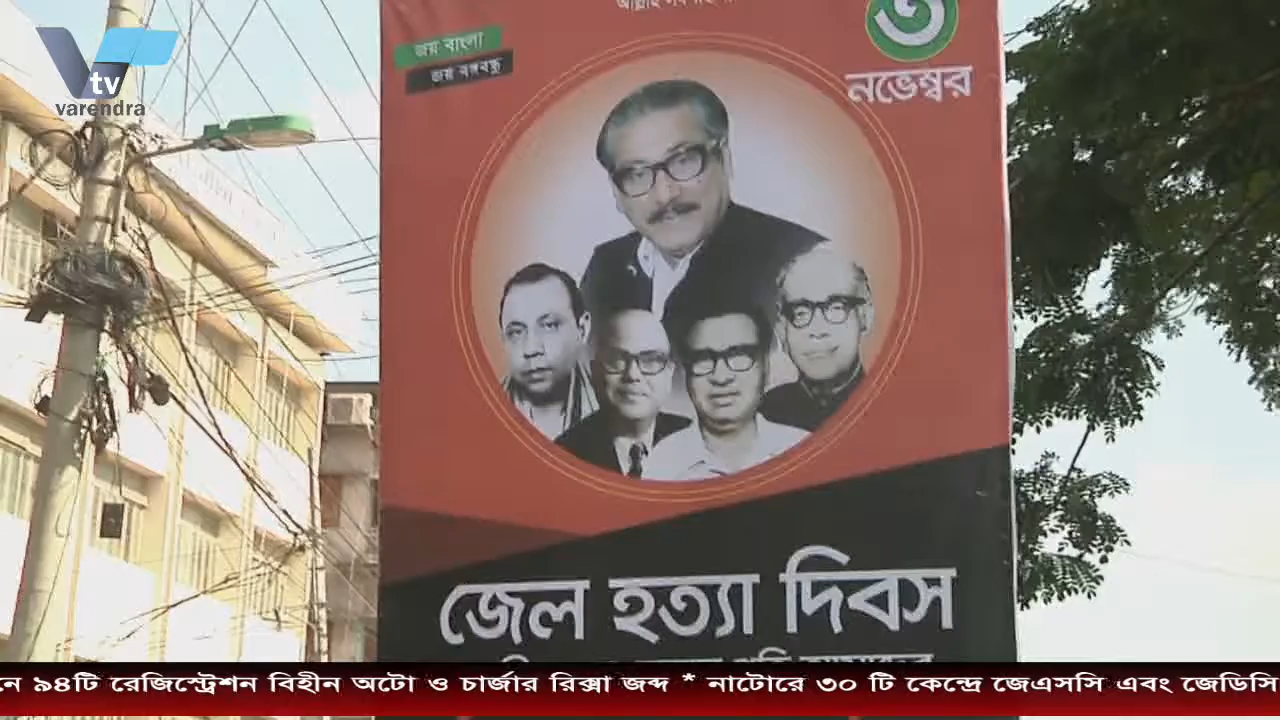 tv
varendra
জয় বাংলা
জয় বঙ্গবন্ধু
৩
নভেম্বর
জেল হত্যা দিবস
৯৪টি রেজিস্ট্রেশন বিহীন অটো ও চার্জার রিক্সা জব্দ * নাটোরে ৩০ টি কেন্দ্রে জেএসসি এবং জেডিসি